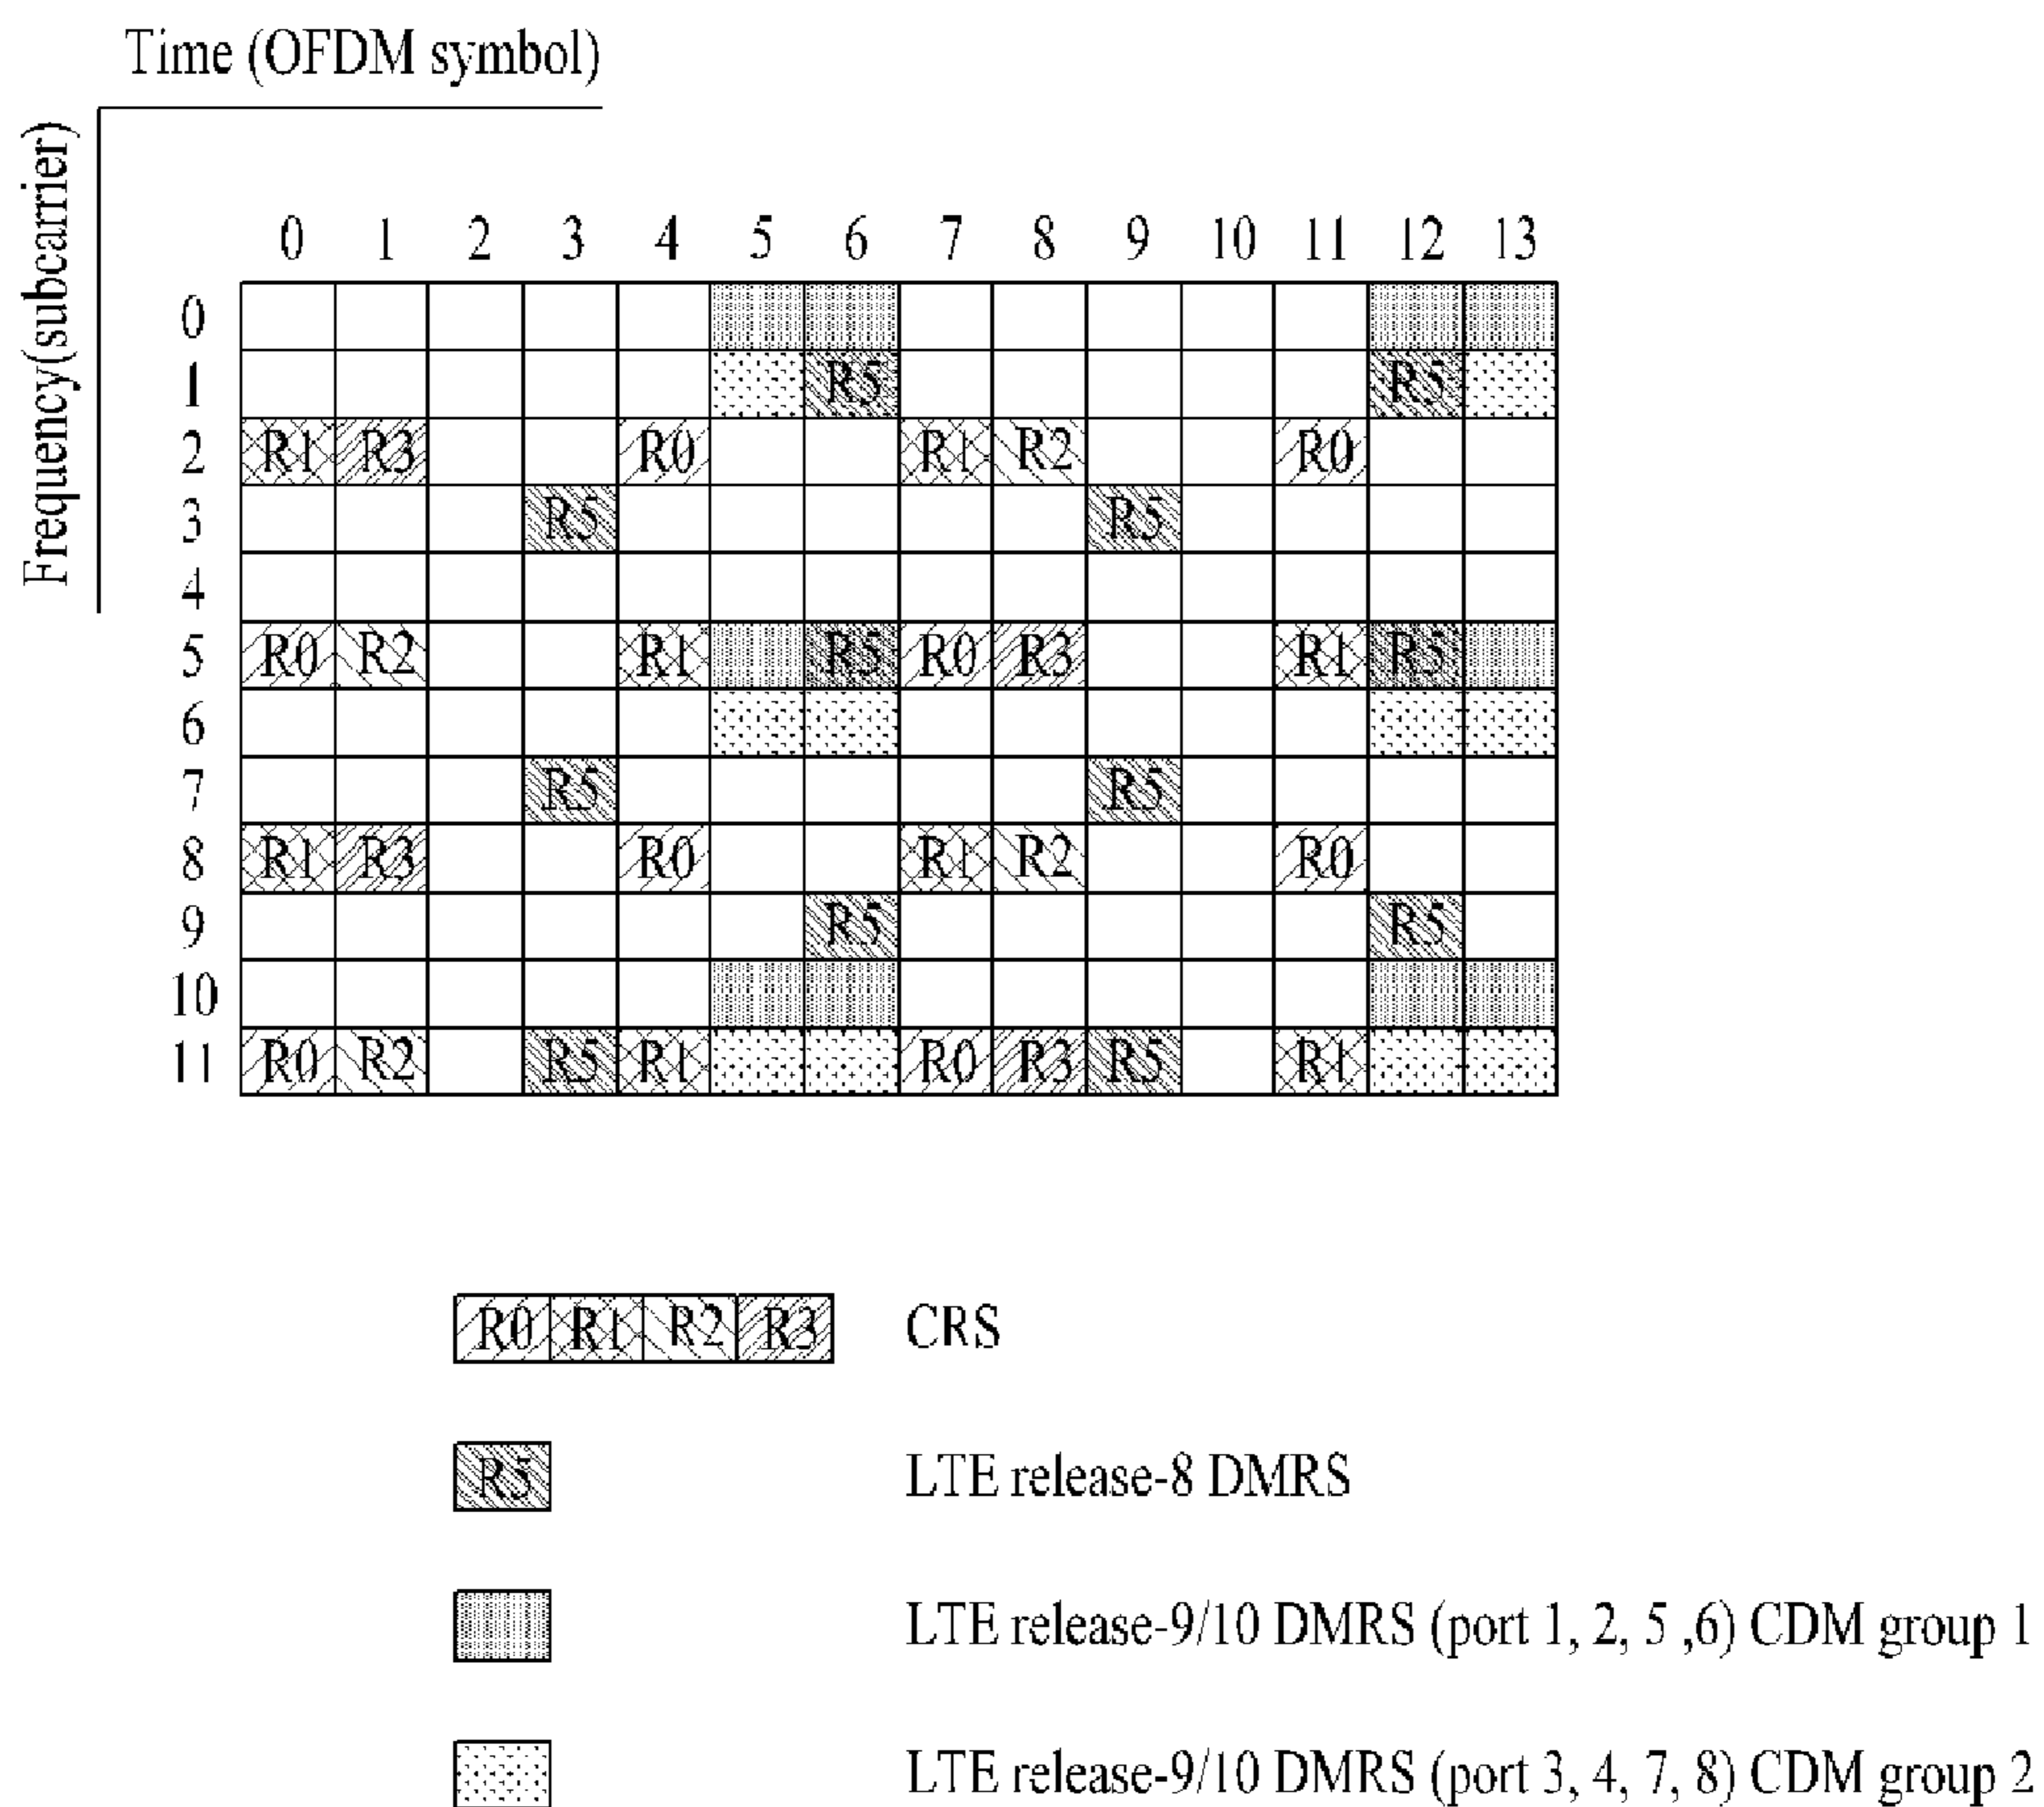 Time (OFDM symbol)
Frequency(subcarrier)
0 1 2 3 4 5 6 7 8 9 10 11 12 13
0
1 R5 R5
2 R1 R3 R0 R1 R2 R0
3 R5 R5
4
5 R0 R2 R1 R5 R0 R3 R1 R5
6
7 R5 R5
8 R1 R3 R0 R1 R2 R0
9 R5 R5
10
11 R0 R2 R5 R1 R0 R3 R5 R1
R0 R1 R2 R3 CRS
R5 LTE release-8 DMRS
LTE release-9/10 DMRS (port 1, 2, 5 ,6) CDM group 1
LTE release-9/10 DMRS (port 3, 4, 7, 8) CDM group 2